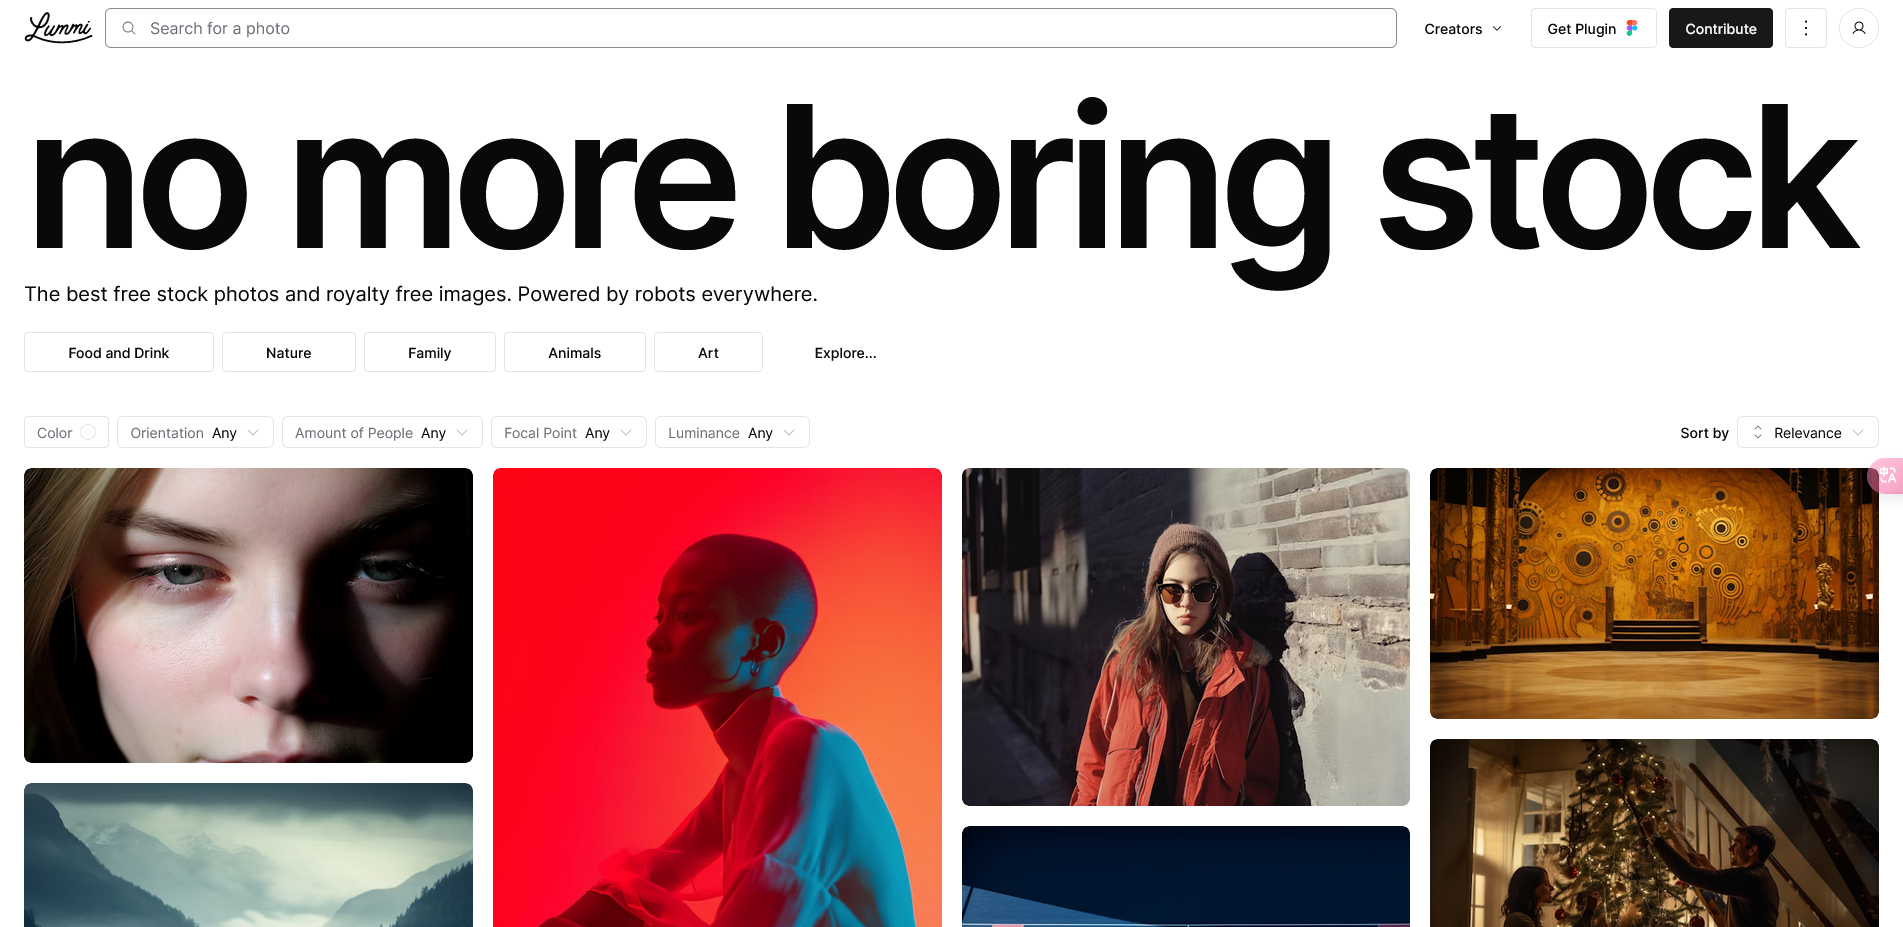 Lummi
Search for a photo
Creators
Get Plugin
Contribute
no more boring stock
The best free stock photos and royalty free images. Powered by robots everywhere.
Food and Drink
Nature
Family
Animals
Art
Explore...
Color
Orientation Any
Amount of People Any
Focal Point Any
Luminance Any
Sort by
Relevance